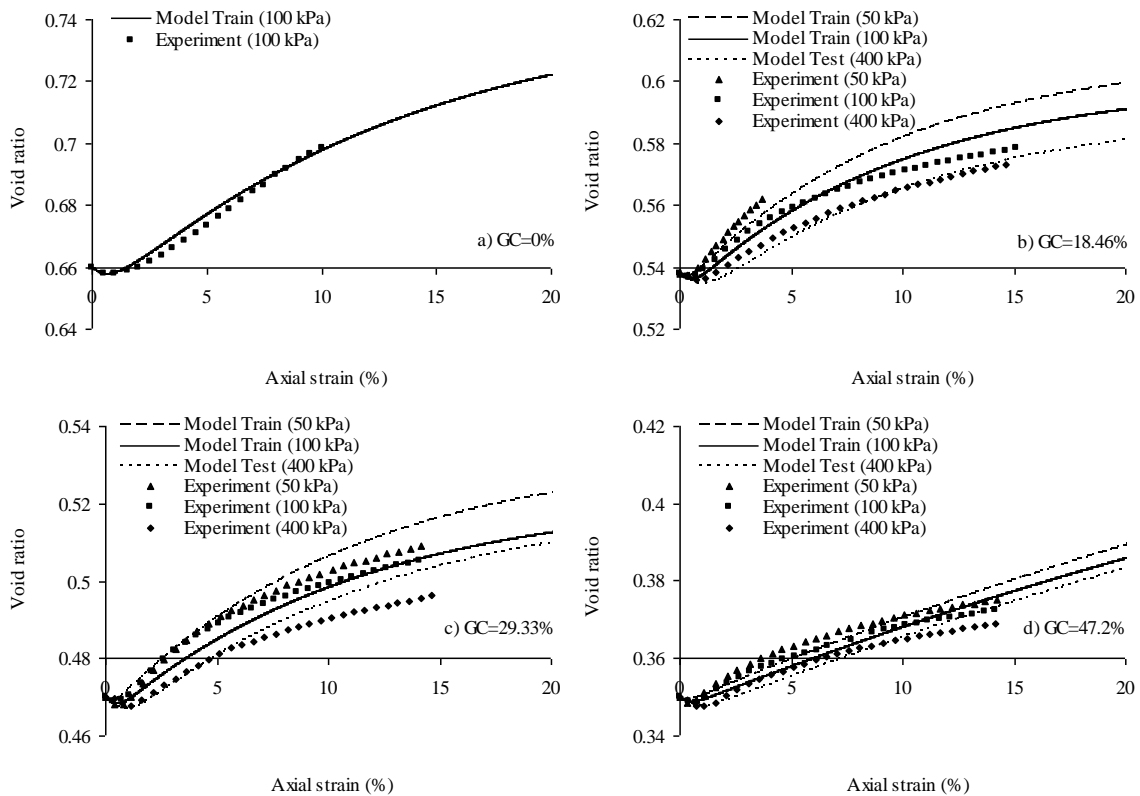 Model Train (100 kPa)
Experiment (100 kPa)
0.74
0.72
0.7
0.68
0.66
0.64
Void ratio
0
5
10
15
20
a) GC=0%
Axial strain (%)
Model Train (50 kPa)
Model Train (100 kPa)
Model Test (400 kPa)
Experiment (50 kPa)
Experiment (100 kPa)
Experiment (400 kPa)
0.62
0.6
0.58
0.56
0.54
0.52
Void ratio
0
5
10
15
20
b) GC=18.46%
Axial strain (%)
Model Train (50 kPa)
Model Train (100 kPa)
Model Test (400 kPa)
Experiment (50 kPa)
Experiment (100 kPa)
Experiment (400 kPa)
0.54
0.52
0.5
0.48
0.46
Void ratio
0
5
10
15
20
c) GC=29.33%
Axial strain (%)
Model Train (50 kPa)
Model Train (100 kPa)
Model Test (400 kPa)
Experiment (50 kPa)
Experiment (100 kPa)
Experiment (400 kPa)
0.42
0.4
0.38
0.36
0.34
Void ratio
0
5
10
15
20
d) GC=47.2%
Axial strain (%)